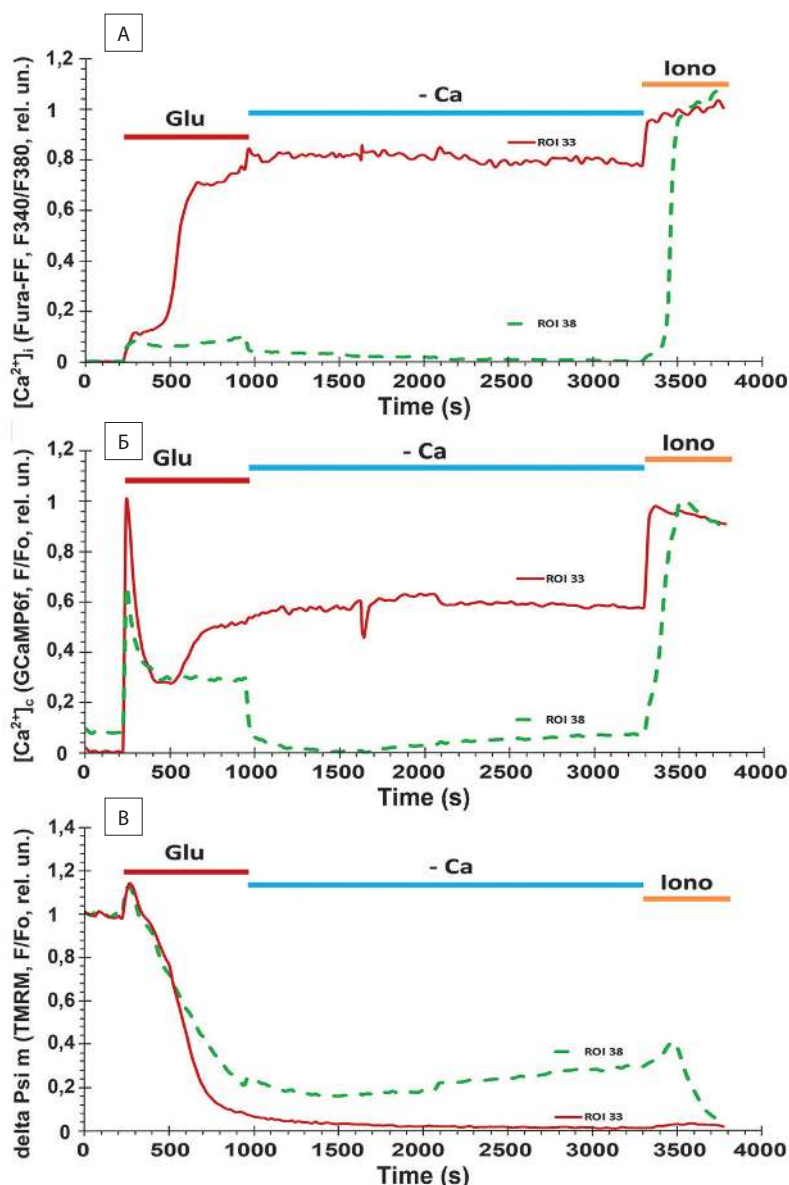 А
[Ca²⁺]ᵢ (Fura-FF, F340/F380, rel. un.)
1,2
1
0,8
0,6
0,4
0,2
0
Glu
- Ca
Iono
ROI 33
ROI 38
0 500 1000 1500 2000 2500 3000 3500 4000
Time (s)
Б
[Ca²⁺]c (GCaMP6f, F/Fo, rel. un.)
1,2
1
0,8
0,6
0,4
0,2
0
Glu
- Ca
Iono
ROI 33
ROI 38
0 500 1000 1500 2000 2500 3000 3500 4000
Time (s)
В
delta Psi m (TMRM, F/Fo, rel. un.)
1,4
1,2
1
0,8
0,6
0,4
0,2
0
Glu
- Ca
Iono
ROI 38
ROI 33
0 500 1000 1500 2000 2500 3000 3500 4000
Time (s)